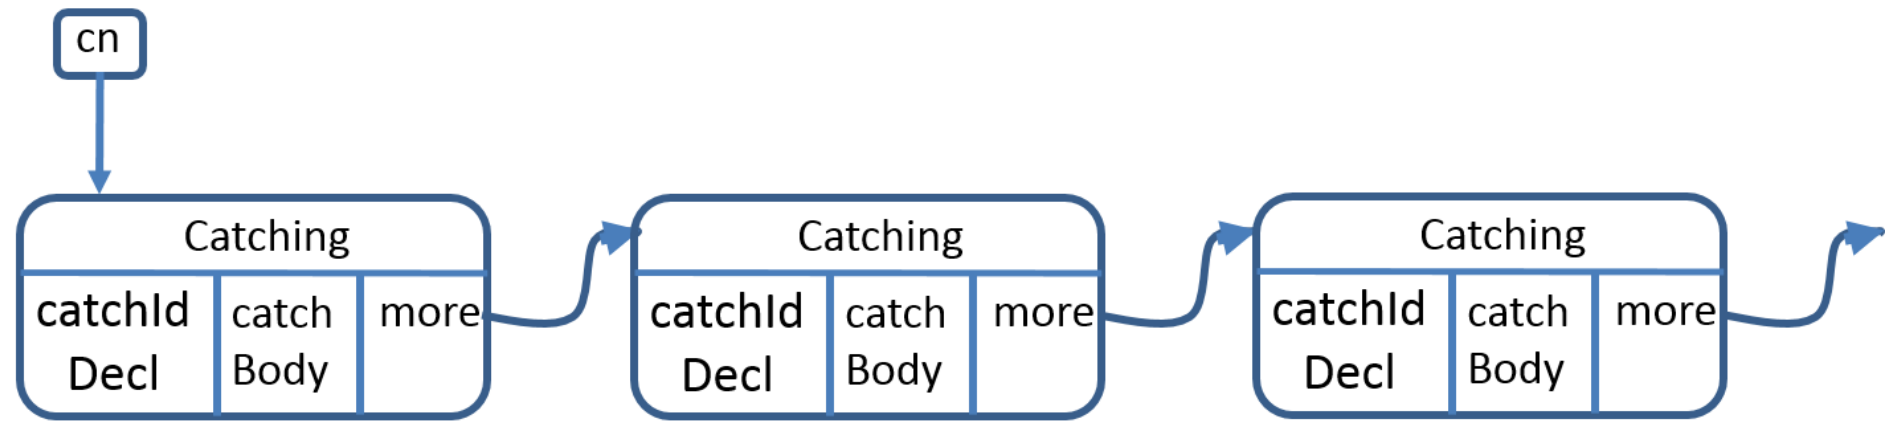 cn
Catching
catchId
Decl
catch
Body
more
Catching
catchId
Decl
catch
Body
more
Catching
catchId
Decl
catch
Body
more